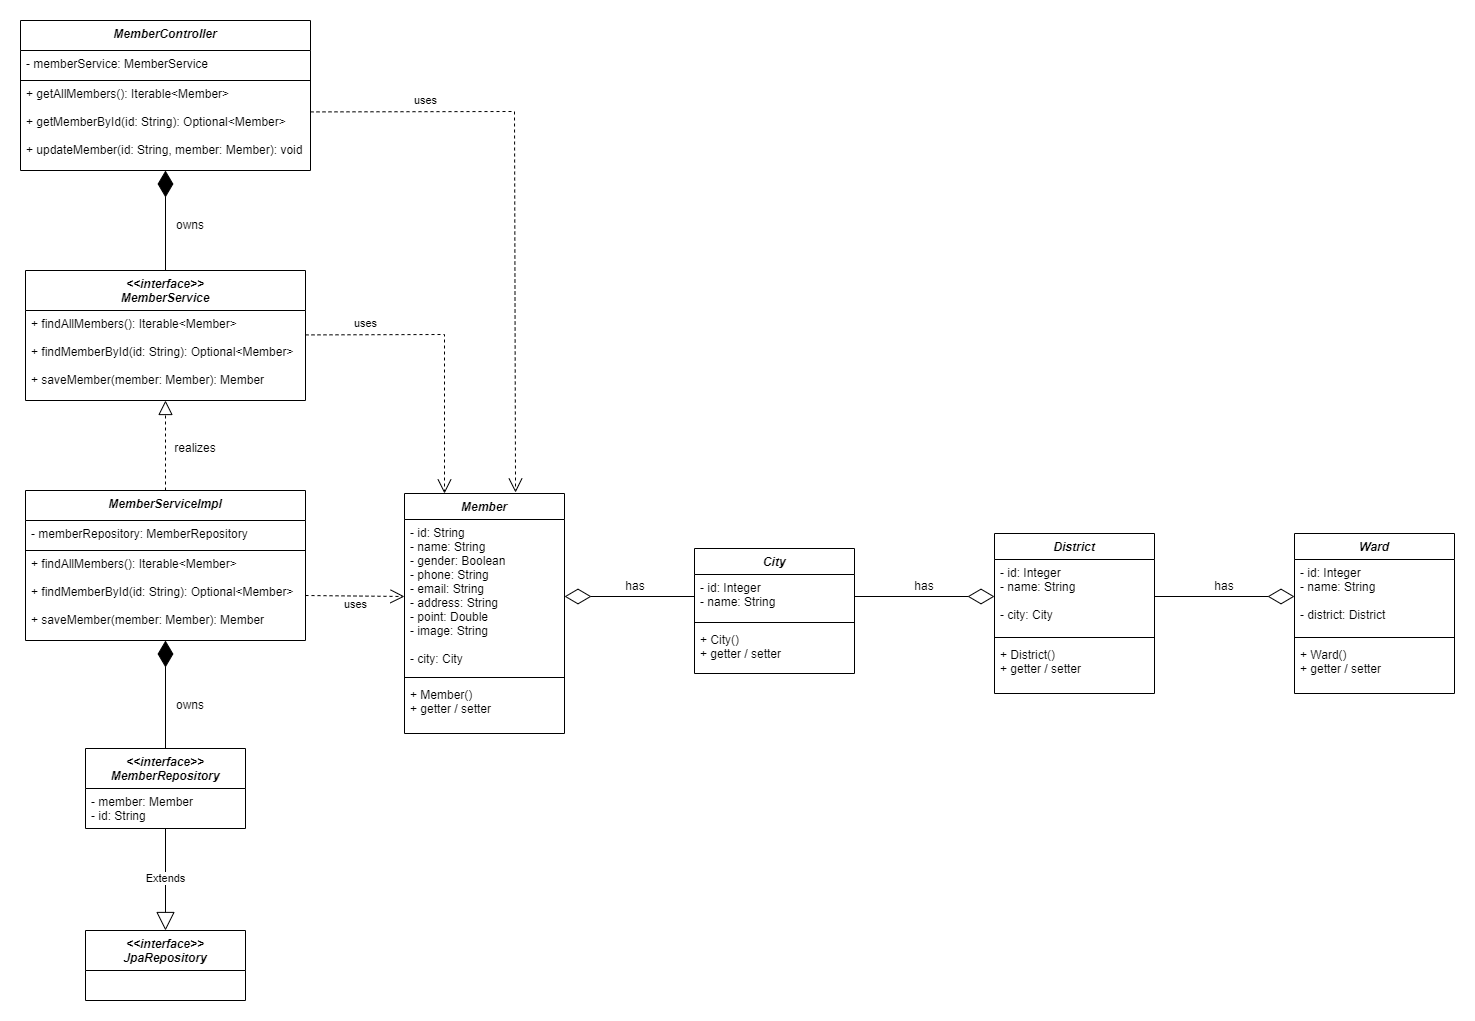 MemberController
- memberService: MemberService
+ getAllMembers(): Iterable<Member>
+ getMemberById(id: String): Optional<Member>
+ updateMember(id: String, member: Member): void
uses
owns
<<interface>>
MemberService
+ findAllMembers(): Iterable<Member>
+ findMemberById(id: String): Optional<Member>
+ saveMember(member: Member): Member
uses
realizes
MemberServiceImpl
- memberRepository: MemberRepository
+ findAllMembers(): Iterable<Member>
+ findMemberById(id: String): Optional<Member>
+ saveMember(member: Member): Member
uses
owns
<<interface>>
MemberRepository
- member: Member
- id: String
Extends
<<interface>>
JpaRepository
Member
- id: String
- name: String
- gender: Boolean
- phone: String
- email: String
- address: String
- point: Double
- image: String
- city: City
+ Member()
+ getter / setter
has
City
- id: Integer
- name: String
+ City()
+ getter / setter
has
District
- id: Integer
- name: String
- city: City
+ District()
+ getter / setter
has
Ward
- id: Integer
- name: String
- district: District
+ Ward()
+ getter / setter